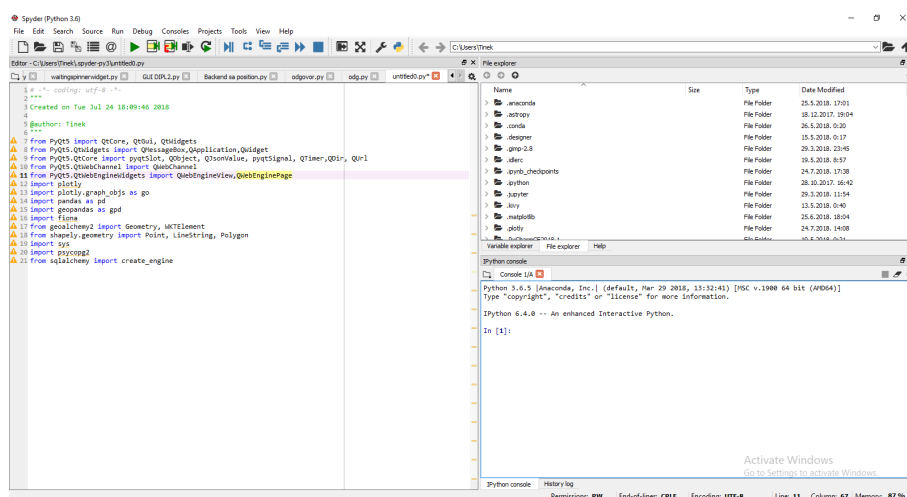 Spyder (Python 3.6)
File Edit Search Source Run Debug Consoles Projects Tools View Help
C:\Users\Tinek
Editor - C:\Users\Tinek\.spyder-py3\untitled0.py
y waitingspinnerwidget.py GUI DIPL2.py Backend sa position.py odgovor.py odg.py untitled0.py*
1 # -*- coding: utf-8 -*-
2 """
3 Created on Tue Jul 24 18:09:46 2018
4
5 @author: Tinek
6 """
7 from PyQt5 import QtCore, QtGui, QtWidgets
8 from PyQt5.QtWidgets import QMessageBox,QApplication,QWidget
9 from PyQt5.QtCore import pyqtSlot, QObject, QJsonValue, pyqtSignal, QTimer,QDir, QUrl
10 from PyQt5.QtWebChannel import QWebChannel
11 from PyQt5.QtWebEngineWidgets import QWebEngineView,QWebEnginePage
12 import plotly
13 import plotly.graph_objs as go
14 import pandas as pd
15 import geopandas as gpd
16 import fiona
17 from geoalchemy2 import Geometry, WKTElement
18 from shapely.geometry import Point, LineString, Polygon
19 import sys
20 import psycopg2
21 from sqlalchemy import create_engine
File explorer
Name Size Type Date Modified
.anaconda File Folder 25.5.2018. 17:01
.astropy File Folder 18.12.2017. 19:04
.conda File Folder 26.5.2018. 0:20
.designer File Folder 15.5.2018. 0:17
.gimp-2.8 File Folder 29.3.2018. 23:45
.idlerc File Folder 19.5.2018. 8:57
.ipynb_checkpoints File Folder 24.7.2018. 17:38
.ipython File Folder 28.10.2017. 16:42
.jupyter File Folder 29.3.2018. 11:54
.kivy File Folder 13.5.2018. 0:40
.matplotlib File Folder 25.6.2018. 18:04
.plotly File Folder 24.7.2018. 14:08
.PyCharmCE2018.1 File Folder 10.5.2018. 0:21
Variable explorer File explorer Help
IPython console
Console 1/A
Python 3.6.5 |Anaconda, Inc.| (default, Mar 29 2018, 13:32:41) [MSC v.1900 64 bit (AMD64)]
Type "copyright", "credits" or "license" for more information.
IPython 6.4.0 -- An enhanced Interactive Python.
In [1]:
Activate Windows
Go to Settings to activate Windows.
IPython console History log
Permissions: RW End-of-lines: CRLF Encoding: UTF-8 Line: 11 Column: 67 Memory: 87 %